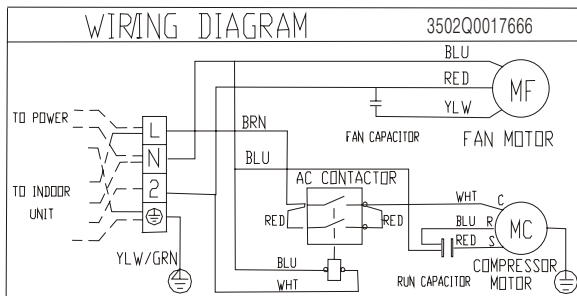 WIRING DIAGRAM
3502Q0017666
BLU
RED
MF
YLW
TO POWER
L
BRN
FAN CAPACITOR
FAN MOTOR
N
BLU
AC CONTACTOR
TO INDOOR
UNIT
2
WHT
C
RED
RED
BLU
R
MC
RED
S
YLW/GRN
BLU
WHT
RUN CAPACITOR
COMPRESSOR
MOTOR